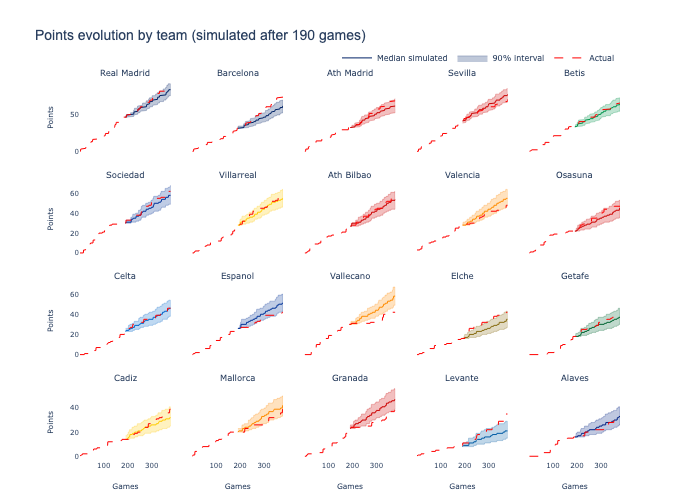 Points evolution by team (simulated after 190 games)
Median simulated 90% interval Actual
Real Madrid Barcelona Ath Madrid Sevilla Betis
Points
50
0
Sociedad Villarreal Ath Bilbao Valencia Osasuna
Points
60
40
20
0
Celta Espanol Vallecano Elche Getafe
Points
60
40
20
0
Cadiz Mallorca Granada Levante Alaves
Points
40
20
0
100 200 300 100 200 300 100 200 300 100 200 300 100 200 300
Games Games Games Games Games